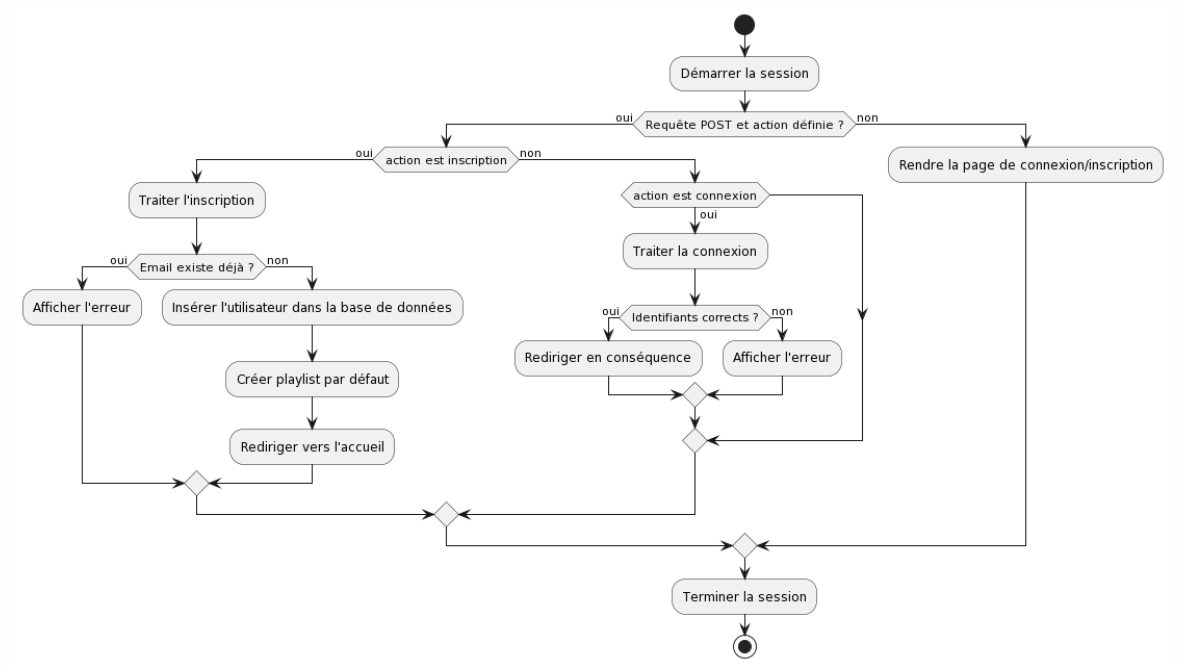 Démarrer la session
oui
Requête POST et action définie ?
non
oui
action est inscription
non
Rendre la page de connexion/inscription
Traiter l'inscription
action est connexion
oui
Traiter la connexion
oui
Email existe déjà ?
non
Afficher l'erreur
Insérer l'utilisateur dans la base de données
oui
Identifiants corrects ?
non
Rediriger en conséquence
Afficher l'erreur
Créer playlist par défaut
Rediriger vers l'accueil
Terminer la session